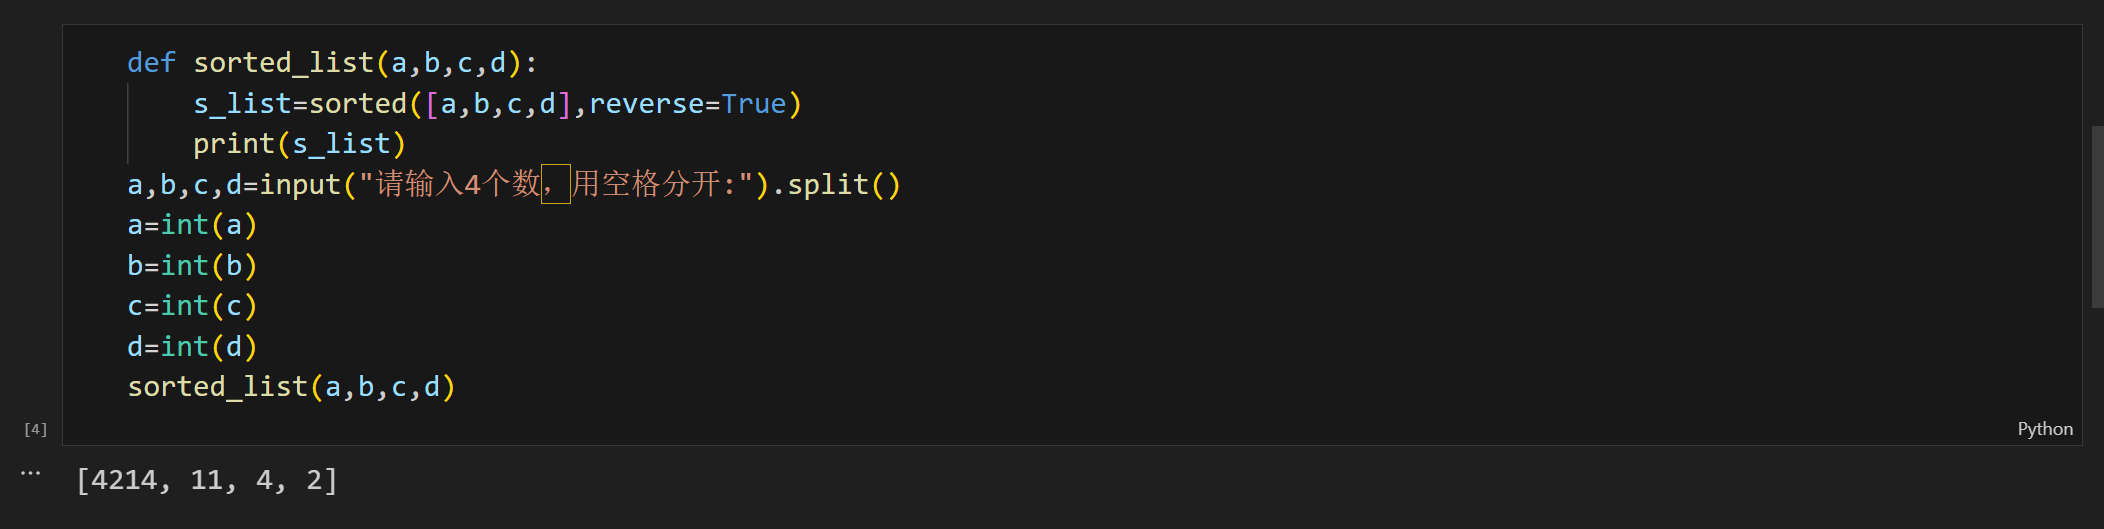 def sorted_list(a,b,c,d):
    s_list=sorted([a,b,c,d],reverse=True)
    print(s_list)
a,b,c,d=input("请输入4个数，用空格分开:").split()
a=int(a)
b=int(b)
c=int(c)
d=int(d)
sorted_list(a,b,c,d)
[4]
Python
...
[4214, 11, 4, 2]